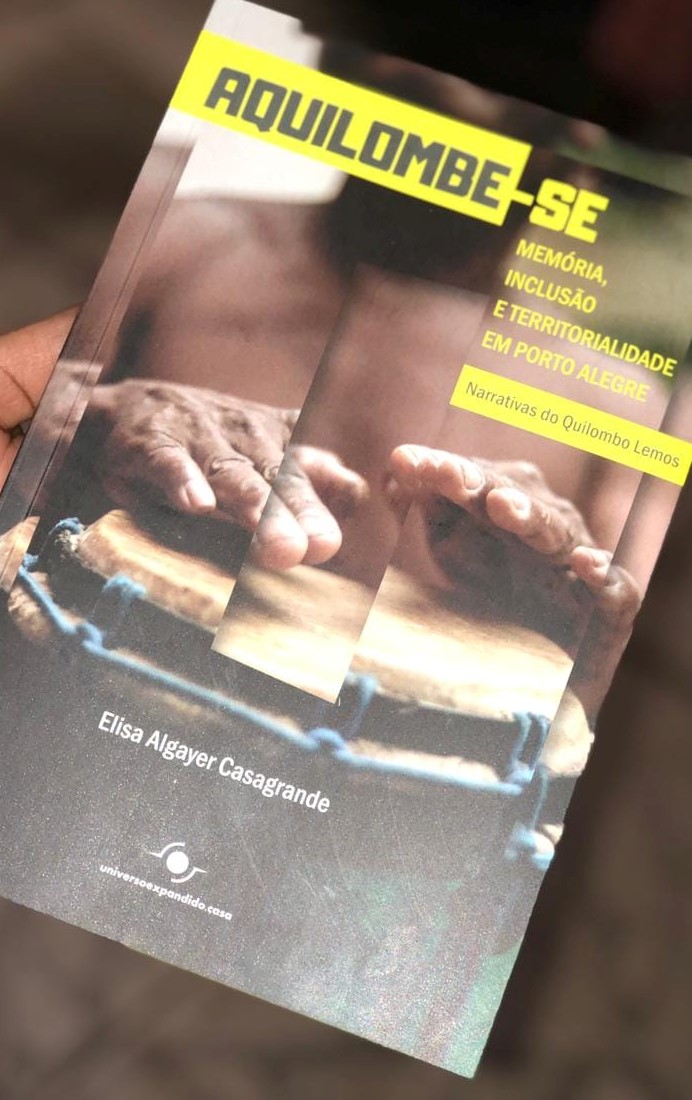 AQUILOMBE-SE
MEMÓRIA,
INCLUSÃO
E TERRITORIALIDADE
EM PORTO ALEGRE
Narrativas do Quilombo Lemos
Elisa Algayer Casagrande
universoexpandido.casa